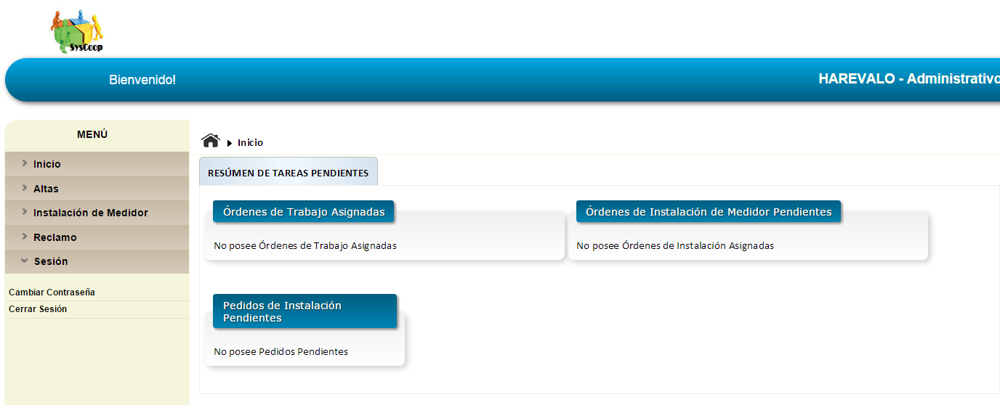 SysCoop
Bienvenido!
HAREVALO - Administrativo
MENÚ
Inicio
Altas
Instalación de Medidor
Reclamo
Sesión
Cambiar Contraseña
Cerrar Sesión
Inicio
RESÚMEN DE TAREAS PENDIENTES
Órdenes de Trabajo Asignadas
No posee Órdenes de Trabajo Asignadas
Órdenes de Instalación de Medidor Pendientes
No posee Órdenes de Instalación Asignadas
Pedidos de Instalación
Pendientes
No posee Pedidos Pendientes